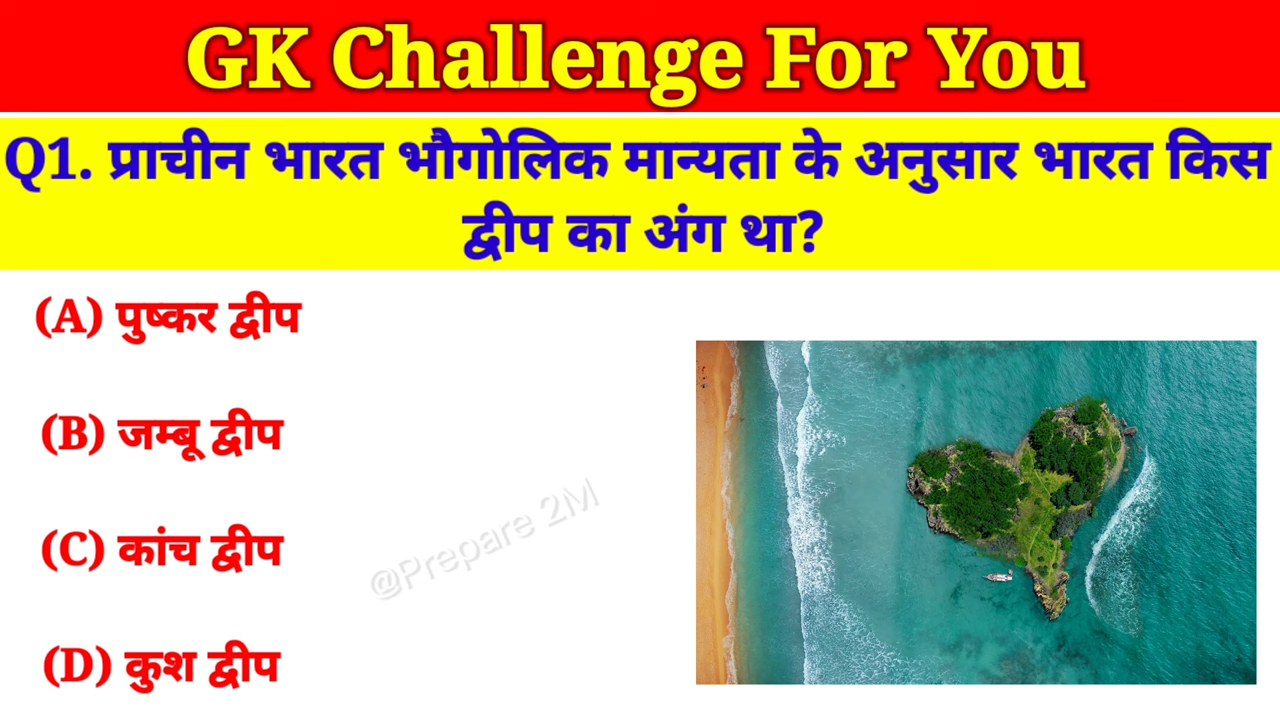 GK Challenge For You
Q1. प्राचीन भारत भौगोलिक मान्यता के अनुसार भारत किस
द्वीप का अंग था?
(A) पुष्कर द्वीप
(B) जम्बू द्वीप
(C) कांच द्वीप
(D) कुश द्वीप
@Prepare 2M